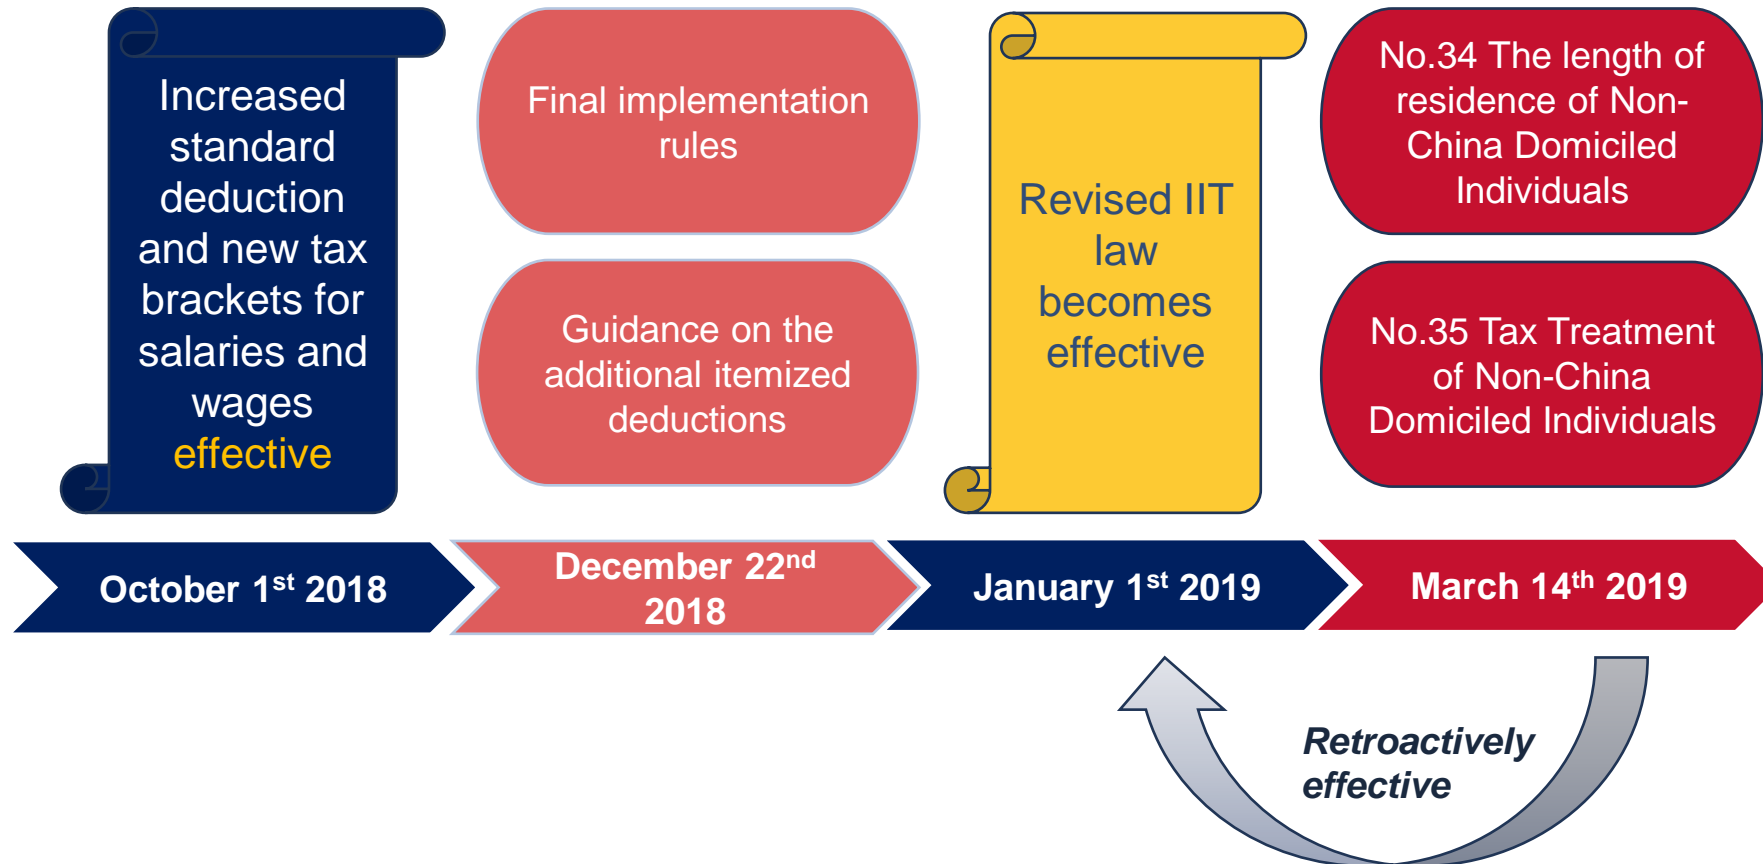 Increased
standard
deduction
and new tax
brackets for
salaries and
wages
effective
Final implementation
rules
Guidance on the
additional itemized
deductions
Revised IIT
law
becomes
effective
No.34 The length of
residence of Non-
China Domiciled
Individuals
No.35 Tax Treatment
of Non-China
Domiciled Individuals
October 1st 2018
December 22nd
2018
January 1st 2019
March 14th 2019
Retroactively
effective